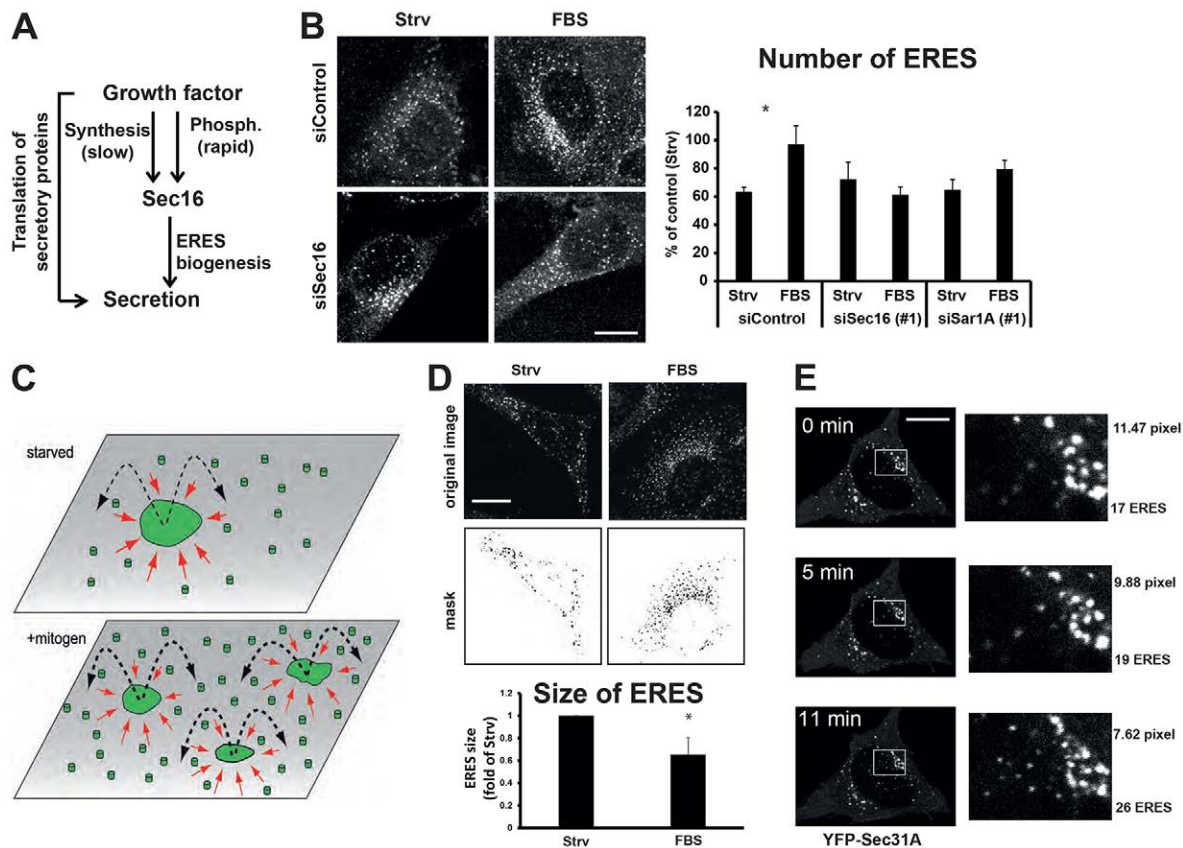 A
Growth factor
Synthesis
(slow)
Phosph.
(rapid)
Sec16
ERES
biogenesis
Secretion
Translation of
secretory proteins
B
Strv
FBS
siControl
siSec16
Number of ERES
% of control (Strv)
120
100
80
60
40
20
0
*
Strv
FBS
Strv
FBS
Strv
FBS
siControl
siSec16 (#1)
siSar1A (#1)
C
starved
+mitogen
D
Strv
FBS
original image
mask
Size of ERES
ERES size
(fold of Strv)
1.2
1
0.8
0.6
0.4
0.2
0
*
Strv
FBS
E
0 min
11.47 pixel
17 ERES
5 min
9.88 pixel
19 ERES
11 min
7.62 pixel
26 ERES
YFP-Sec31A